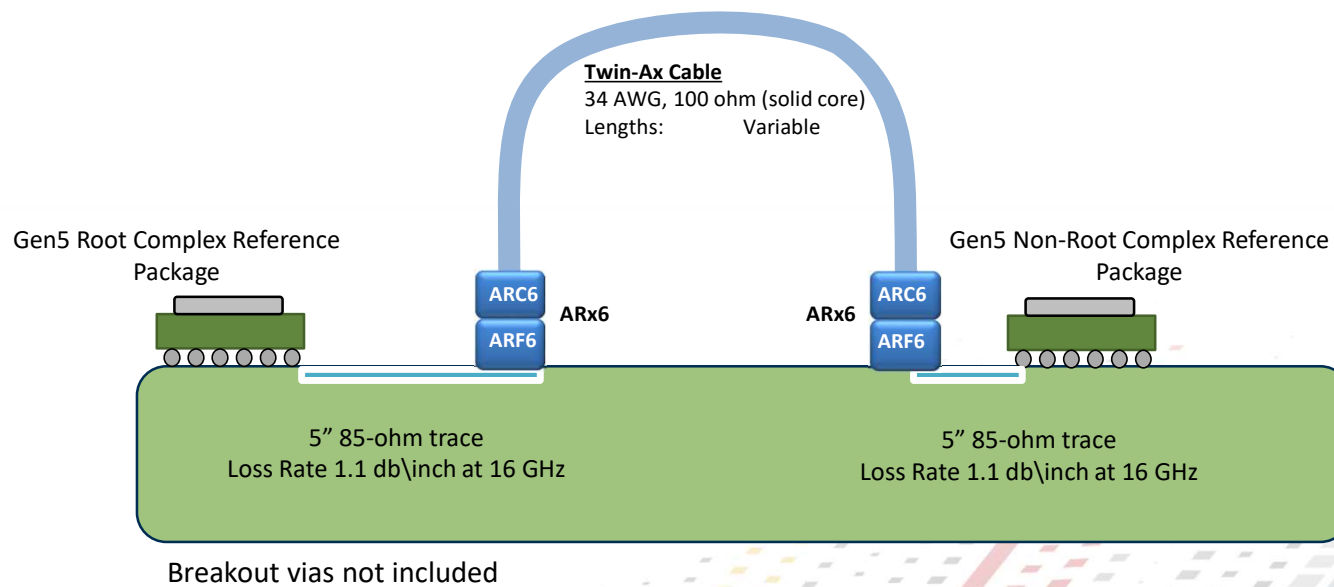 Twin-Ax Cable
34 AWG, 100 ohm (solid core)
Lengths: Variable
Gen5 Root Complex Reference
Package
Gen5 Non-Root Complex Reference
Package
ARC6
ARx6
ARF6
ARx6
ARC6
ARF6
5” 85-ohm trace
Loss Rate 1.1 db\inch at 16 GHz
5” 85-ohm trace
Loss Rate 1.1 db\inch at 16 GHz
Breakout vias not included